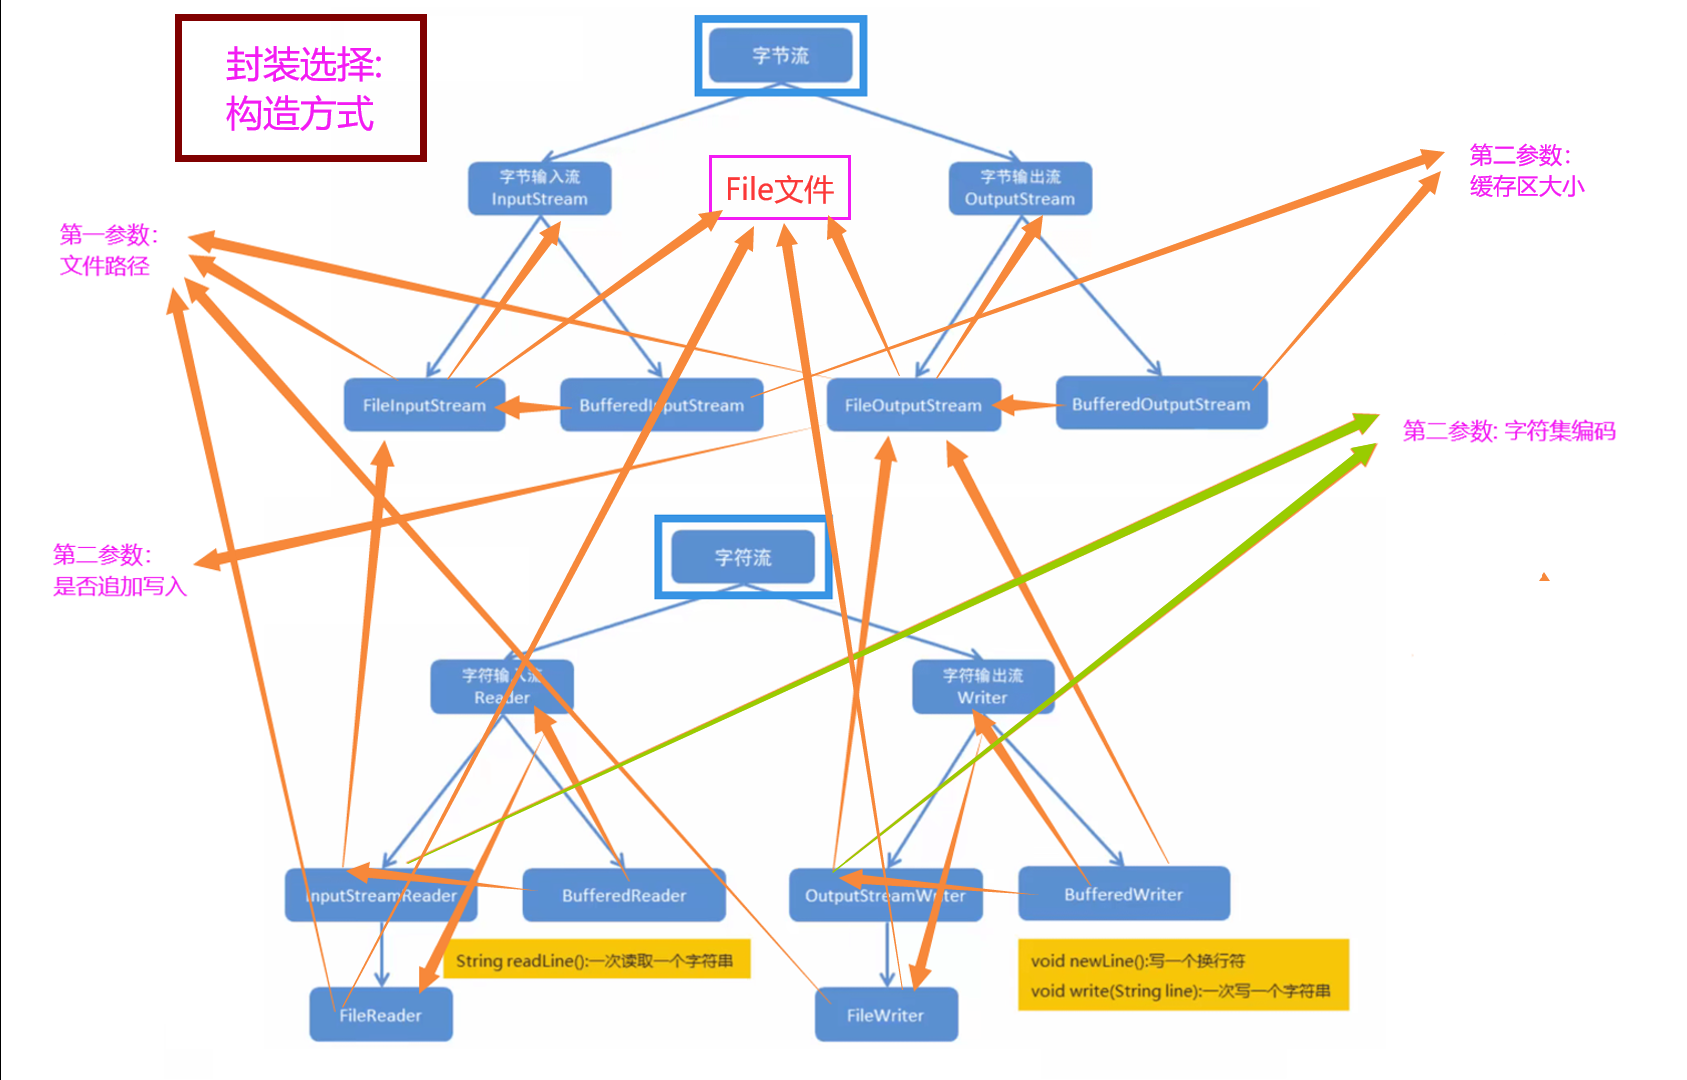 封装选择:
构造方式
字节流
字节输入流
InputStream
File文件
字节输出流
OutputStream
第二参数:
缓存区大小
第一参数:
文件路径
FileInputStream
BufferedInputStream
FileOutputStream
BufferedOutputStream
第二参数: 字符集编码
第二参数:
是否追加写入
字符流
字符输入流
Reader
字符输出流
Writer
InputStreamReader
BufferedReader
OutputStreamWriter
BufferedWriter
String readLine():一次读取一个字符串
void newLine():写一个换行符
void write(String line):一次写一个字符串
FileReader
FileWriter